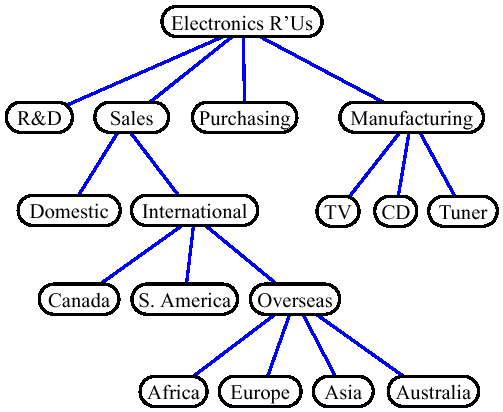 Electronics R'Us
R&D Sales Purchasing Manufacturing
Domestic International TV CD Tuner
Canada S. America Overseas
Africa Europe Asia Australia